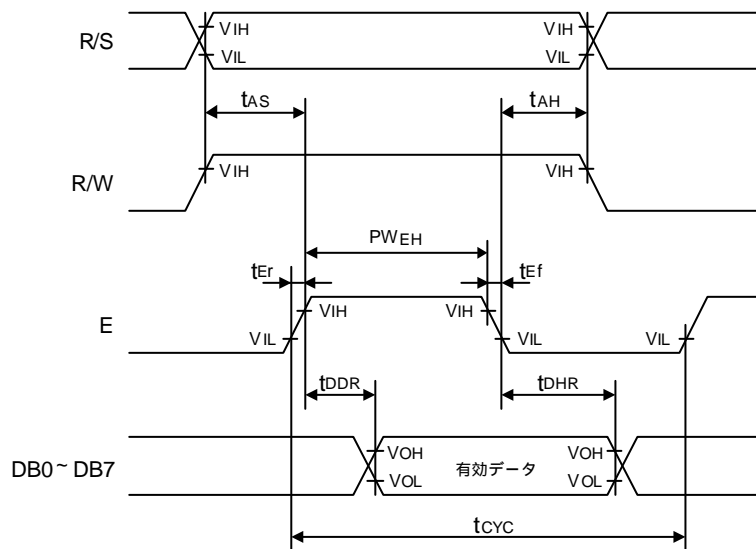 R/S
VIH
VIL
VIH
VIL
tAS
tAH
R/W
VIH
VIH
PWEH
tEr
tEf
E
VIH
VIH
VIL
VIL
VIL
tDDR
tDHR
DB0~DB7
VOH
VOL
有効データ
VOH
VOL
tCYC